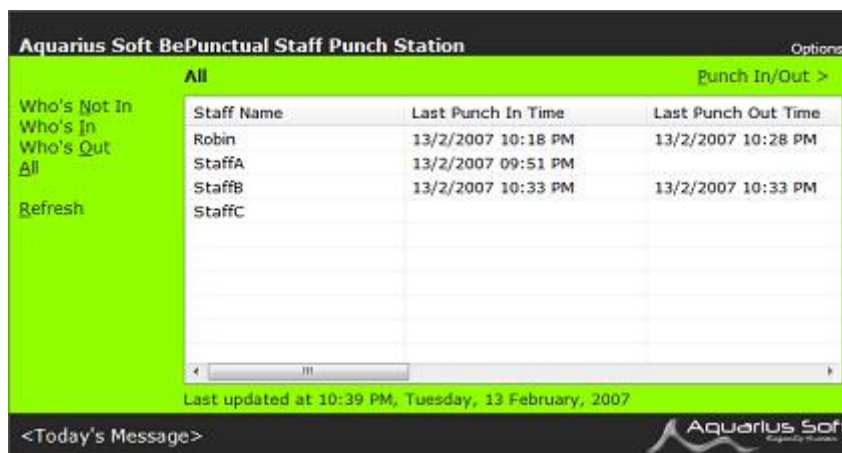 Aquarius Soft BePunctual Staff Punch Station
Options
All
Punch In/Out >
Who's Not In
Who's In
Who's Out
All
Refresh
Staff Name Last Punch In Time Last Punch Out Time
Robin 13/2/2007 10:18 PM 13/2/2007 10:28 PM
StaffA 13/2/2007 09:51 PM
StaffB 13/2/2007 10:33 PM 13/2/2007 10:33 PM
StaffC
Last updated at 10:39 PM, Tuesday, 13 February, 2007
<Today's Message>
Aquarius Sof